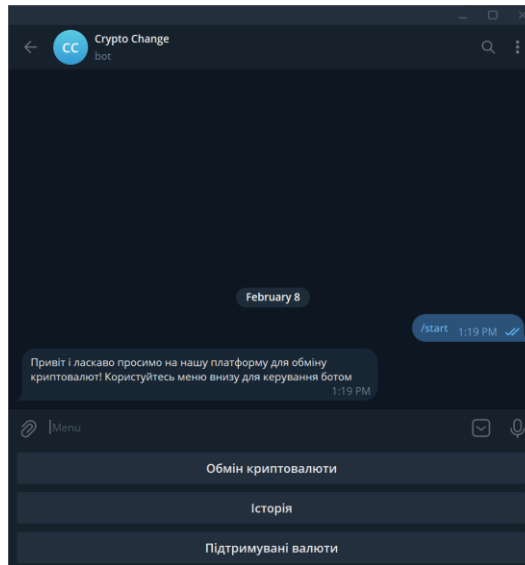 Crypto Change
CC
bot
February 8
/start 1:19 PM
Привіт і ласкаво просимо на нашу платформу для обміну
криптовалют! Користуйтесь меню внизу для керування ботом
1:19 PM
Menu
Обмін криптовалюти
Історія
Підтримувані валюти